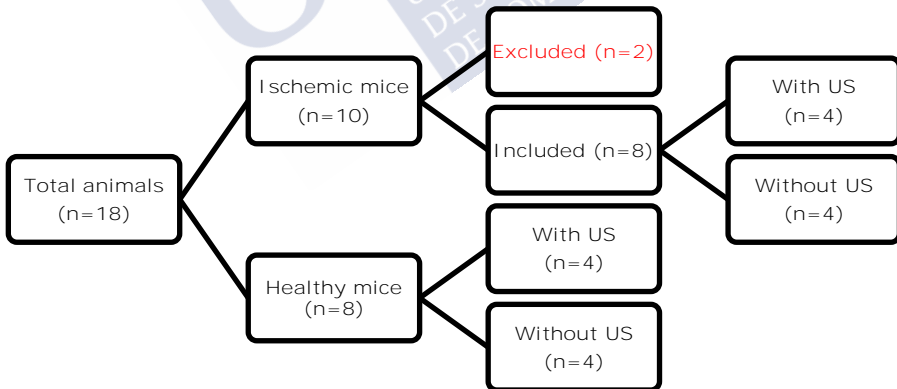 Total animals
(n=18)
Ischemic mice
(n=10)
Excluded (n=2)
Included (n=8)
With US
(n=4)
Without US
(n=4)
Healthy mice
(n=8)
With US
(n=4)
Without US
(n=4)